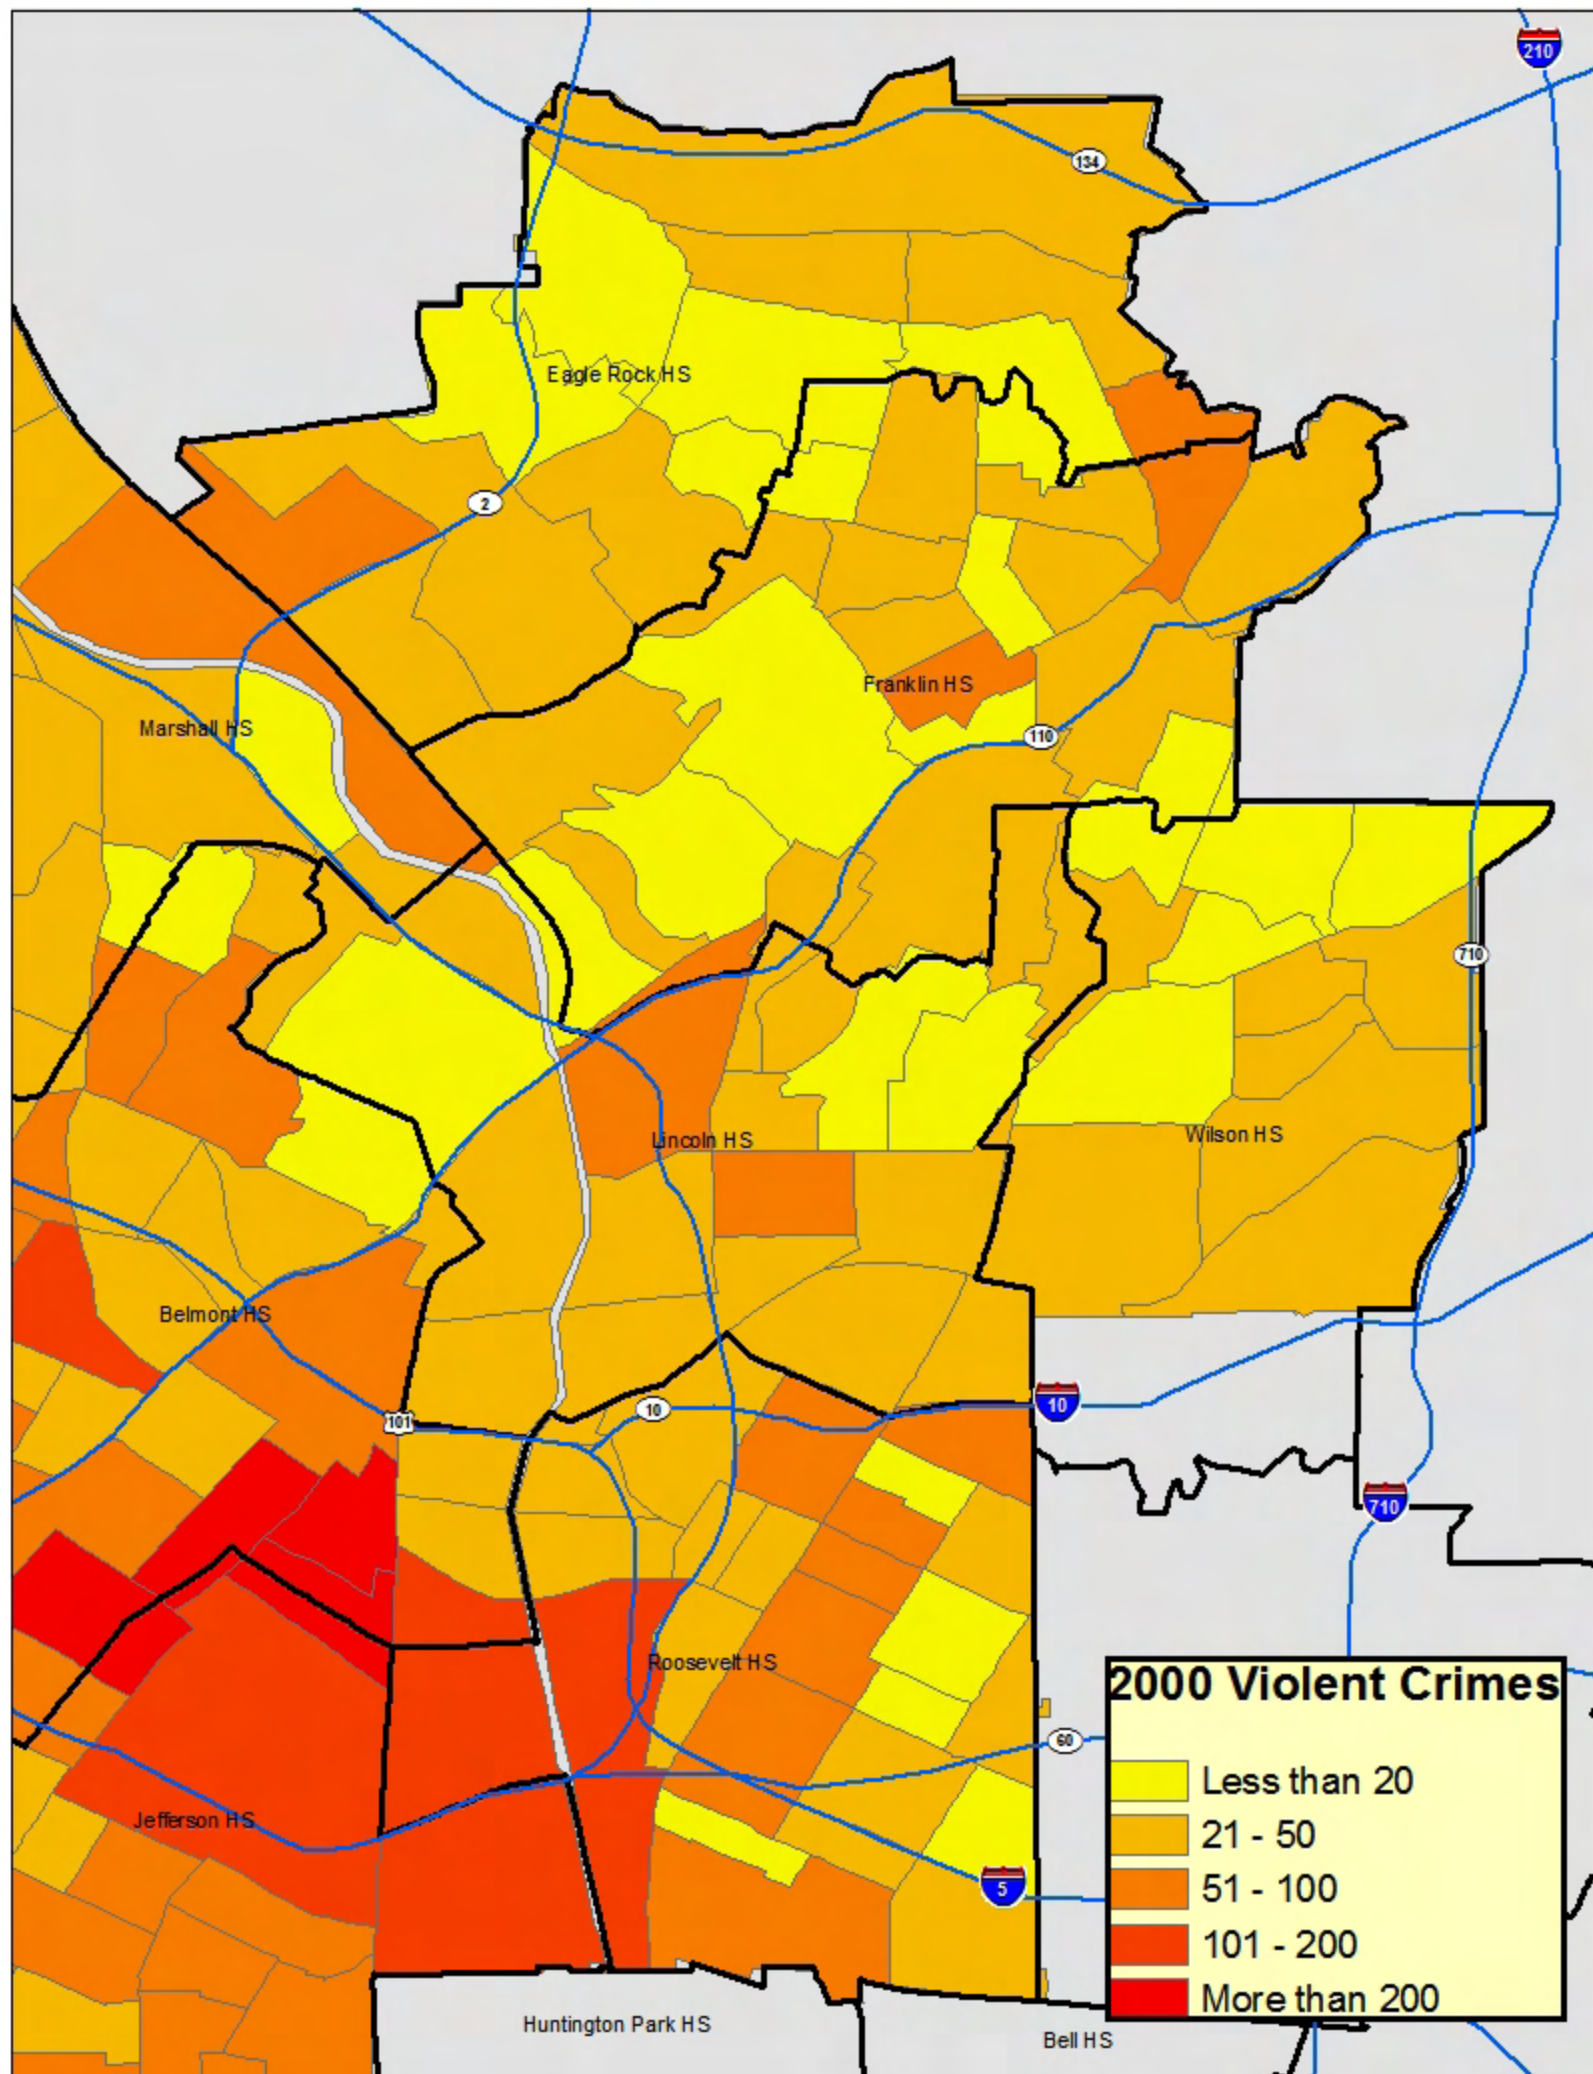 210
134
Eagle Rock HS
2
Franklin HS
Marshall HS
110
710
Wilson HS
Lincoln HS
Belmont HS
10
10
101
710
Roosevelt HS
2000 Violent Crimes
60
Less than 20
Jefferson HS
21 - 50
5
51 - 100
101 - 200
More than 200
Huntington Park HS
Bell HS